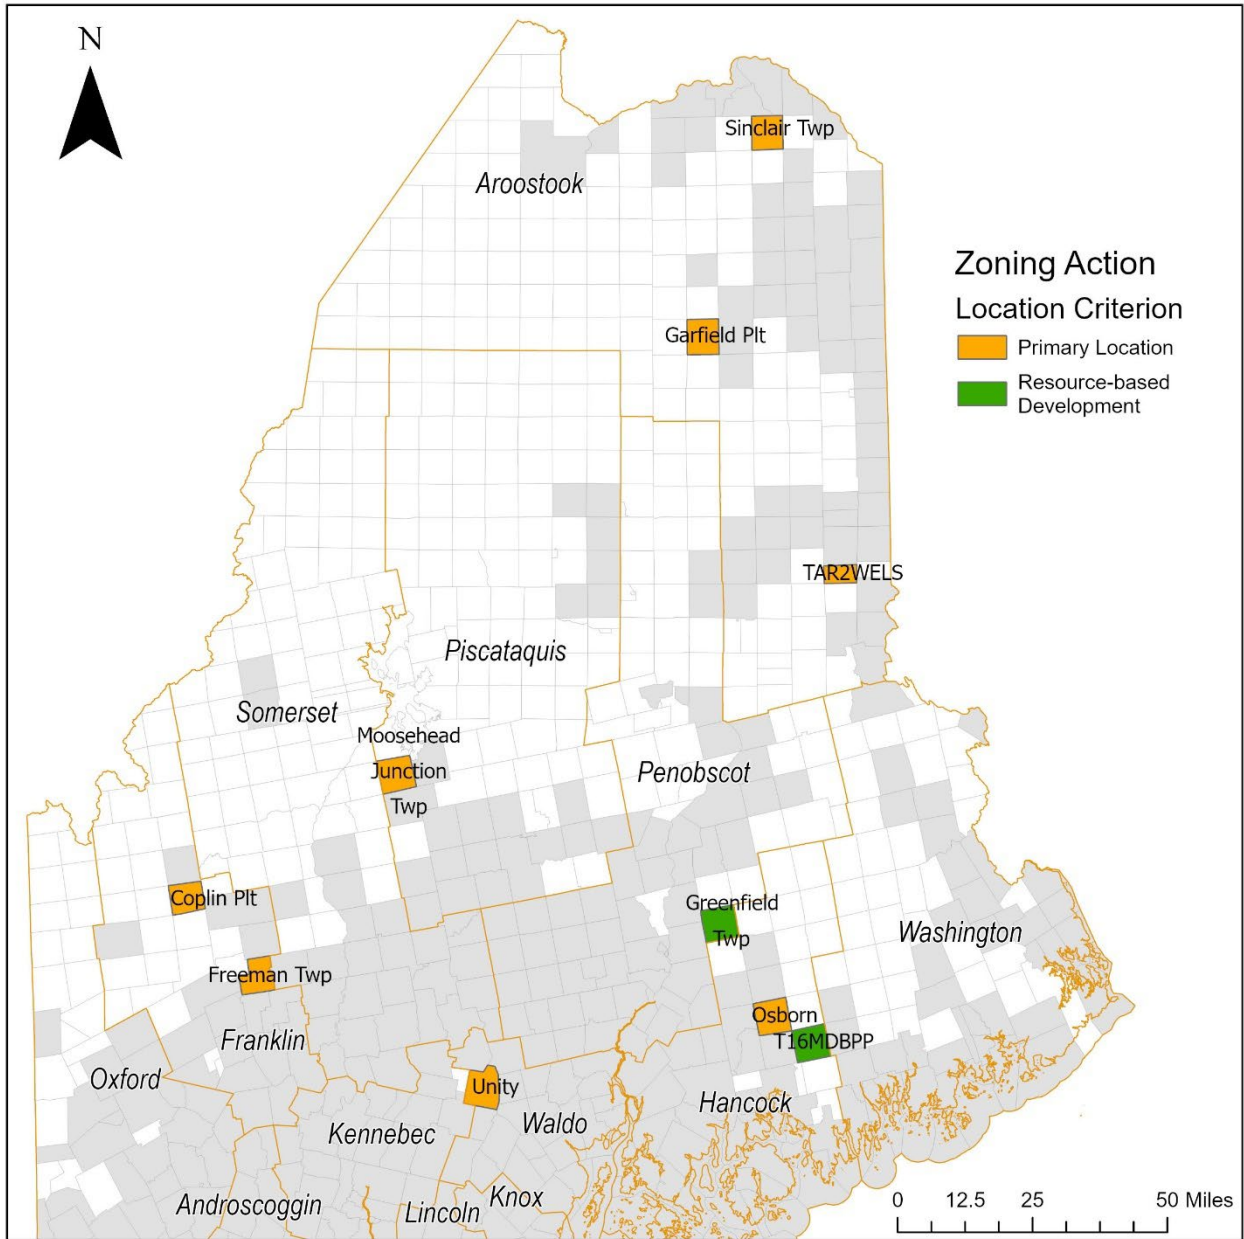 N
Sinclair Twp
Aroostook
Zoning Action
Location Criterion
Primary Location
Resource-based
Development
Garfield Plt
TAR2WELS
Piscataquis
Somerset
Moosehead
Junction
Twp
Penobscot
Coplin Plt
Greenfield
Twp
Washington
Freeman Twp
Osborn
T16MDBPP
Franklin
Oxford
Unity
Hancock
Waldo
Kennebec
Androscoggin
Lincoln
Knox
0 12.5 25 50 Miles